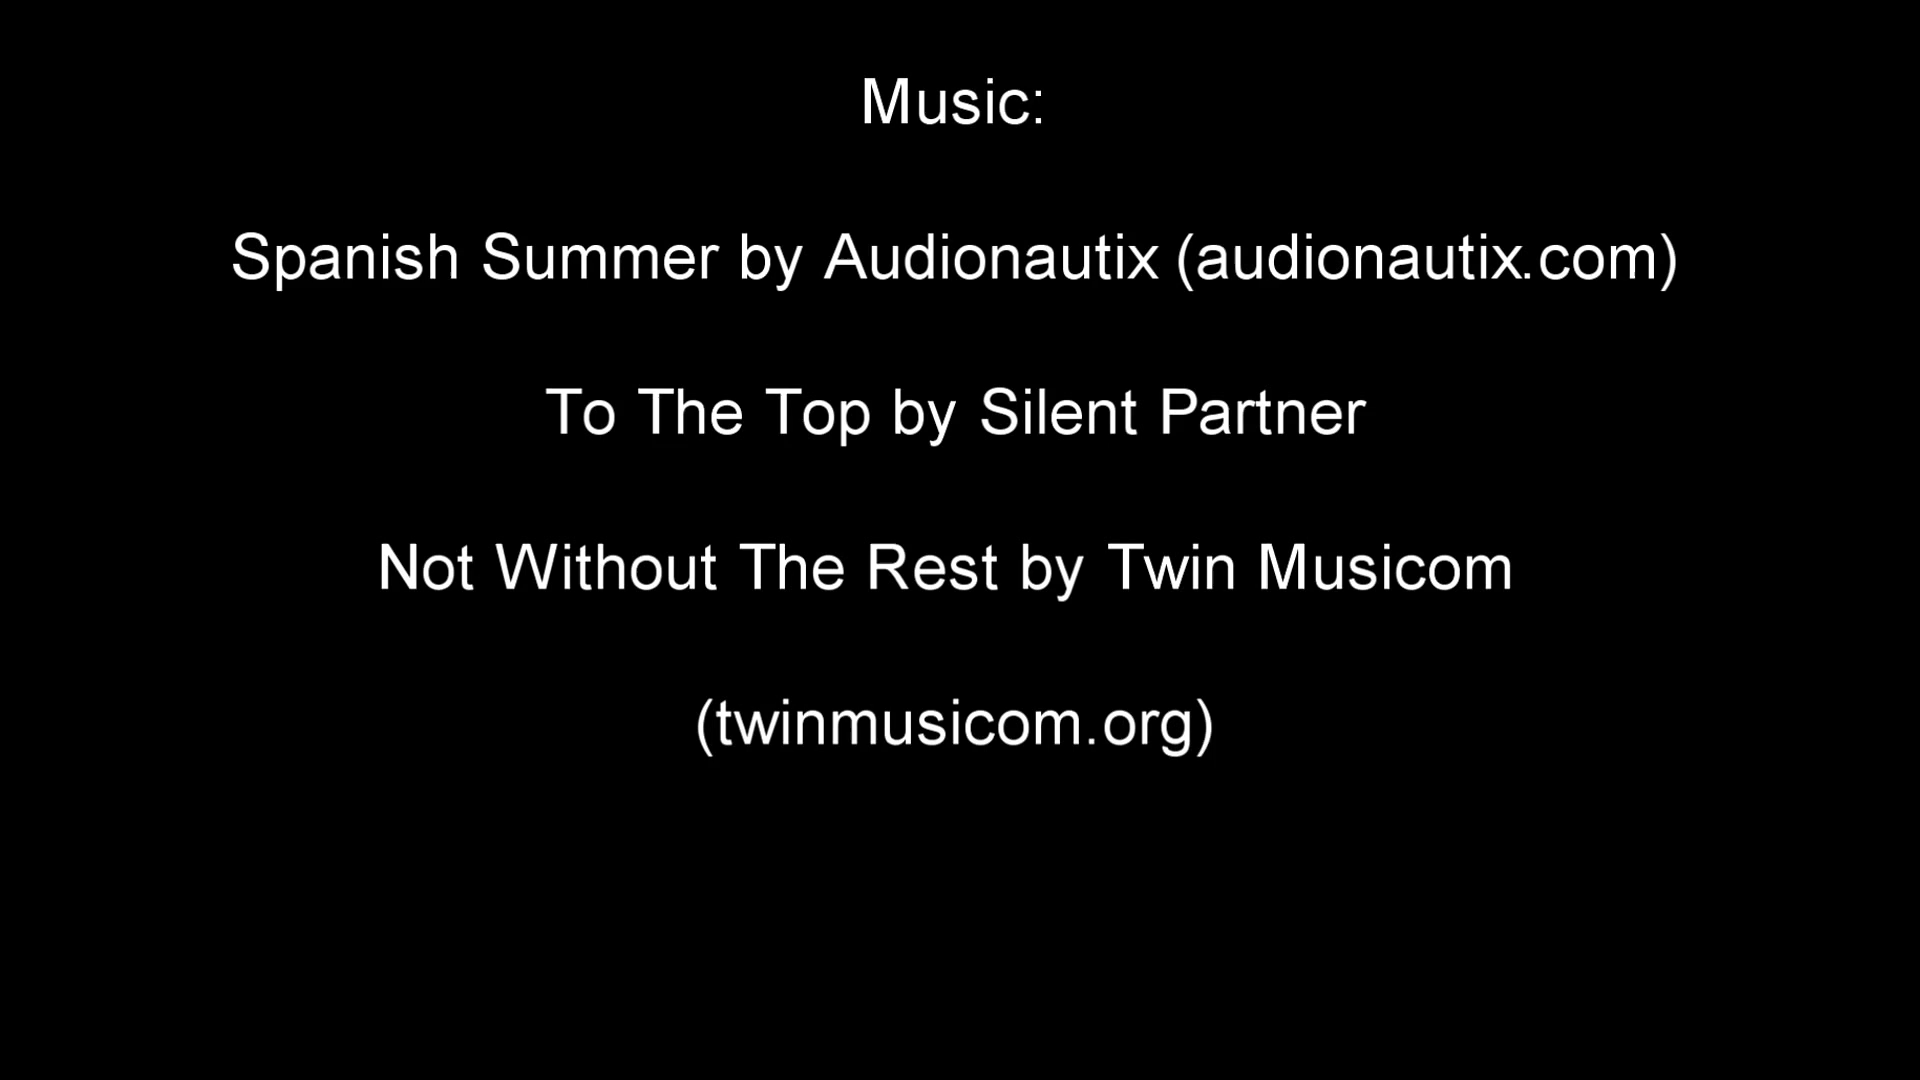 Music:
Spanish Summer by Audionautix (audionautix.com)
To The Top by Silent Partner
Not Without The Rest by Twin Musicom
(twinmusicom.org)